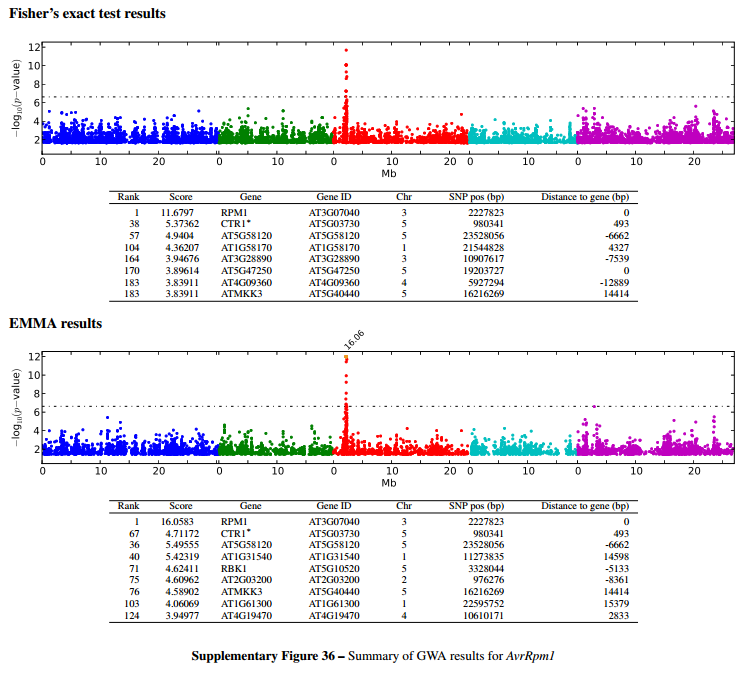 Fisher's exact test results
−log10(p−value)
12
10
8
6
4
2
0 10 20 0 10 0 10 20 0 10 0 10 20
Mb
Rank Score Gene Gene ID Chr SNP pos (bp) Distance to gene (bp)
1 11.6797 RPM1 AT3G07040 3 2227823 0
38 5.37362 CTR1* AT5G03730 5 980341 493
57 4.9404 AT5G58120 AT5G58120 5 23528056 -6662
104 4.36207 AT1G58170 AT1G58170 1 21544828 4327
164 3.94676 AT3G28890 AT3G28890 3 10907617 -7539
170 3.89614 AT5G47250 AT5G47250 5 19203727 0
183 3.83911 AT4G09360 AT4G09360 4 5927294 -12889
183 3.83911 ATMKK3 AT5G40440 5 16216269 14414
EMMA results
16.06
−log10(p−value)
12
10
8
6
4
2
0 10 20 0 10 0 10 20 0 10 0 10 20
Mb
Rank Score Gene Gene ID Chr SNP pos (bp) Distance to gene (bp)
1 16.0583 RPM1 AT3G07040 3 2227823 0
67 4.71172 CTR1* AT5G03730 5 980341 493
36 5.49555 AT5G58120 AT5G58120 5 23528056 -6662
40 5.42319 AT1G31540 AT1G31540 1 11273835 14598
71 4.62411 RBK1 AT5G10520 5 3328044 -5133
75 4.60962 AT2G03200 AT2G03200 2 976276 -8361
76 4.58902 ATMKK3 AT5G40440 5 16216269 14414
103 4.06069 AT1G61300 AT1G61300 1 22595752 15379
124 3.94977 AT4G19470 AT4G19470 4 10610171 2833
Supplementary Figure 36 – Summary of GWA results for AvrRpm1